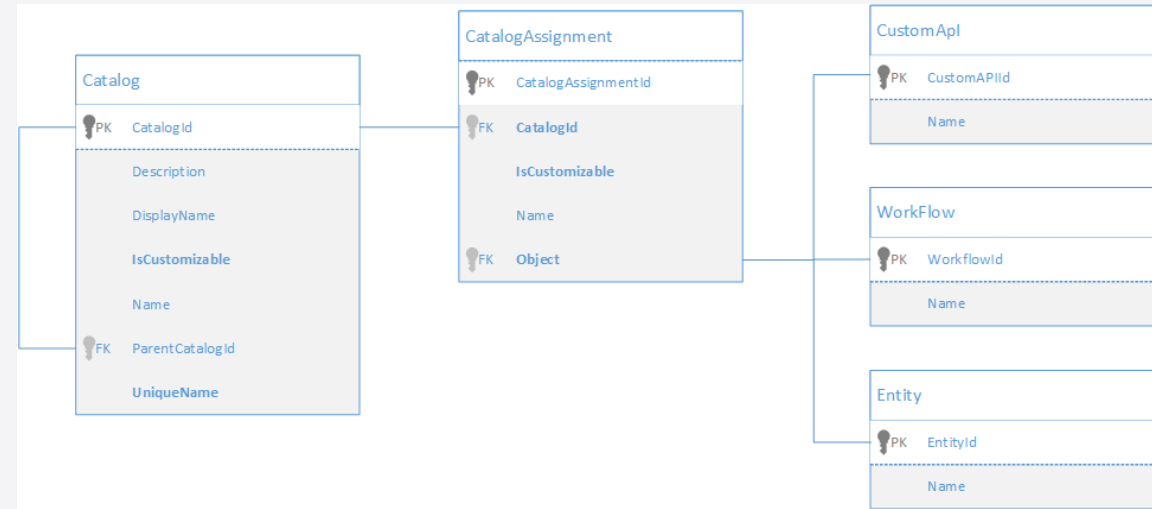 Catalog
PK CatalogId
Description
DisplayName
IsCustomizable
Name
FK ParentCatalogId
UniqueName
CatalogAssignment
PK CatalogAssignmentId
FK CatalogId
IsCustomizable
Name
FK Object
CustomApI
PK CustomAPIId
Name
WorkFlow
PK WorkflowId
Name
Entity
PK EntityId
Name